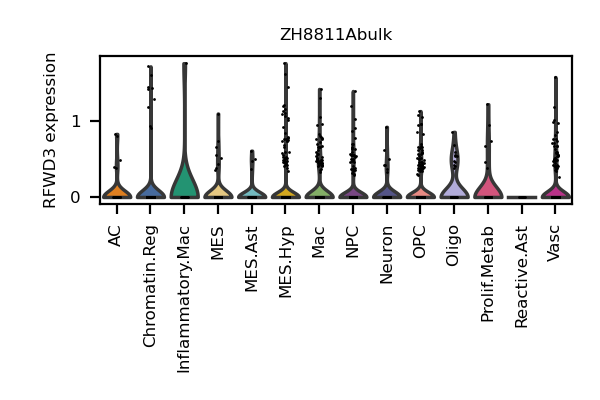 ZH8811Abulk
RFWD3 expression
1
0
AC
Chromatin.Reg
Inflammatory.Mac
MES
MES.Ast
MES.Hyp
Mac
NPC
Neuron
OPC
Oligo
Prolif.Metab
Reactive.Ast
Vasc